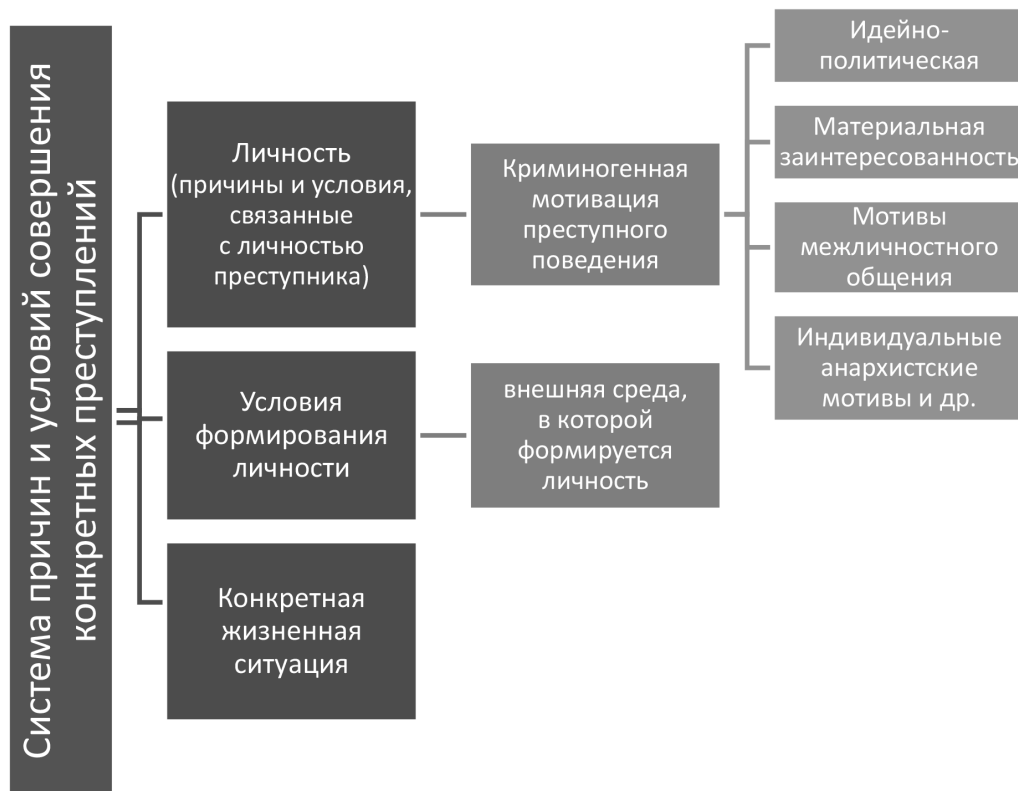 Система причин и условий совершения
конкретных преступлений
Личность
(причины и условия,
связанные
с личностью
преступника)
Криминогенная
мотивация
преступного
поведения
Идейно-
политическая
Материальная
заинтересованность
Мотивы
межличностного
общения
Индивидуальные
анархистские
мотивы и др.
Условия
формирования
личности
внешняя среда,
в которой
формируется
личность
Конкретная
жизненная
ситуация